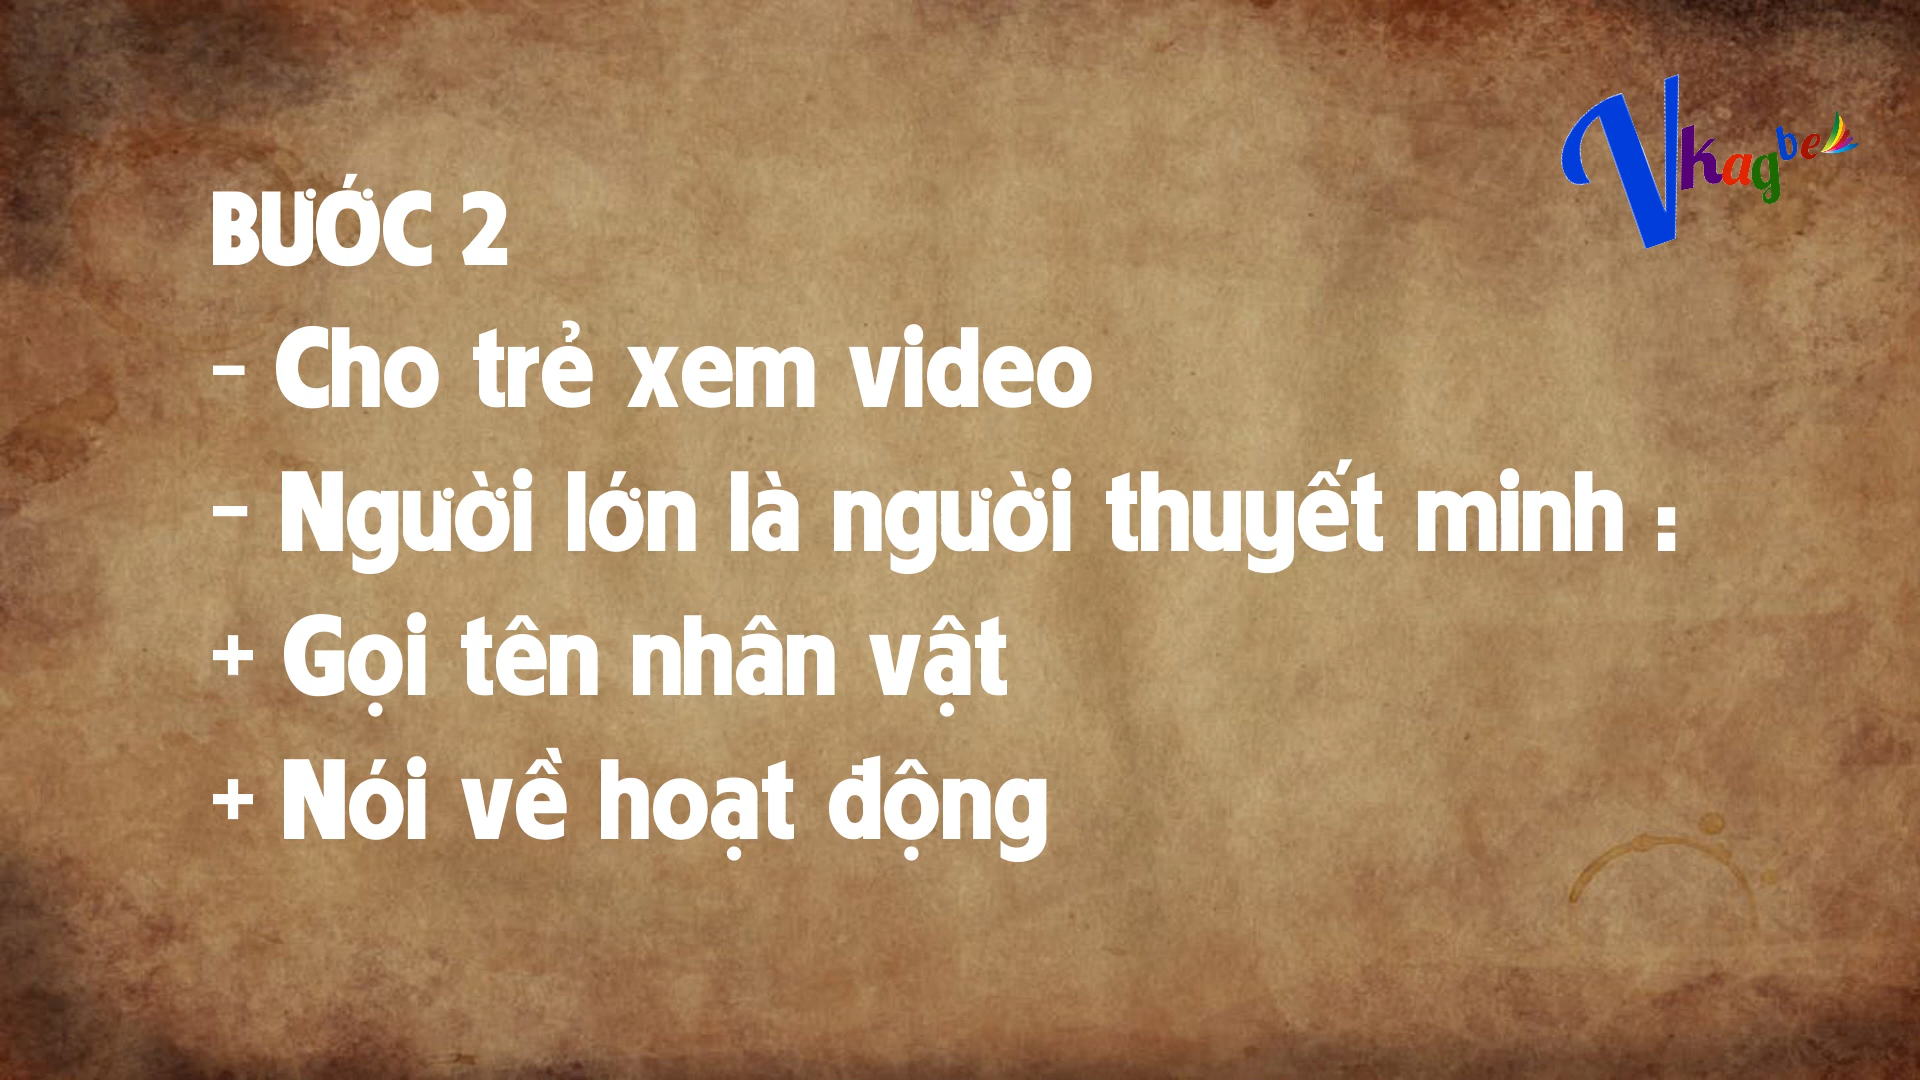 Vkagbe
BƯỚC 2
- Cho trẻ xem video
- Người lớn là người thuyết minh :
+ Gọi tên nhân vật
+ Nói về hoạt động